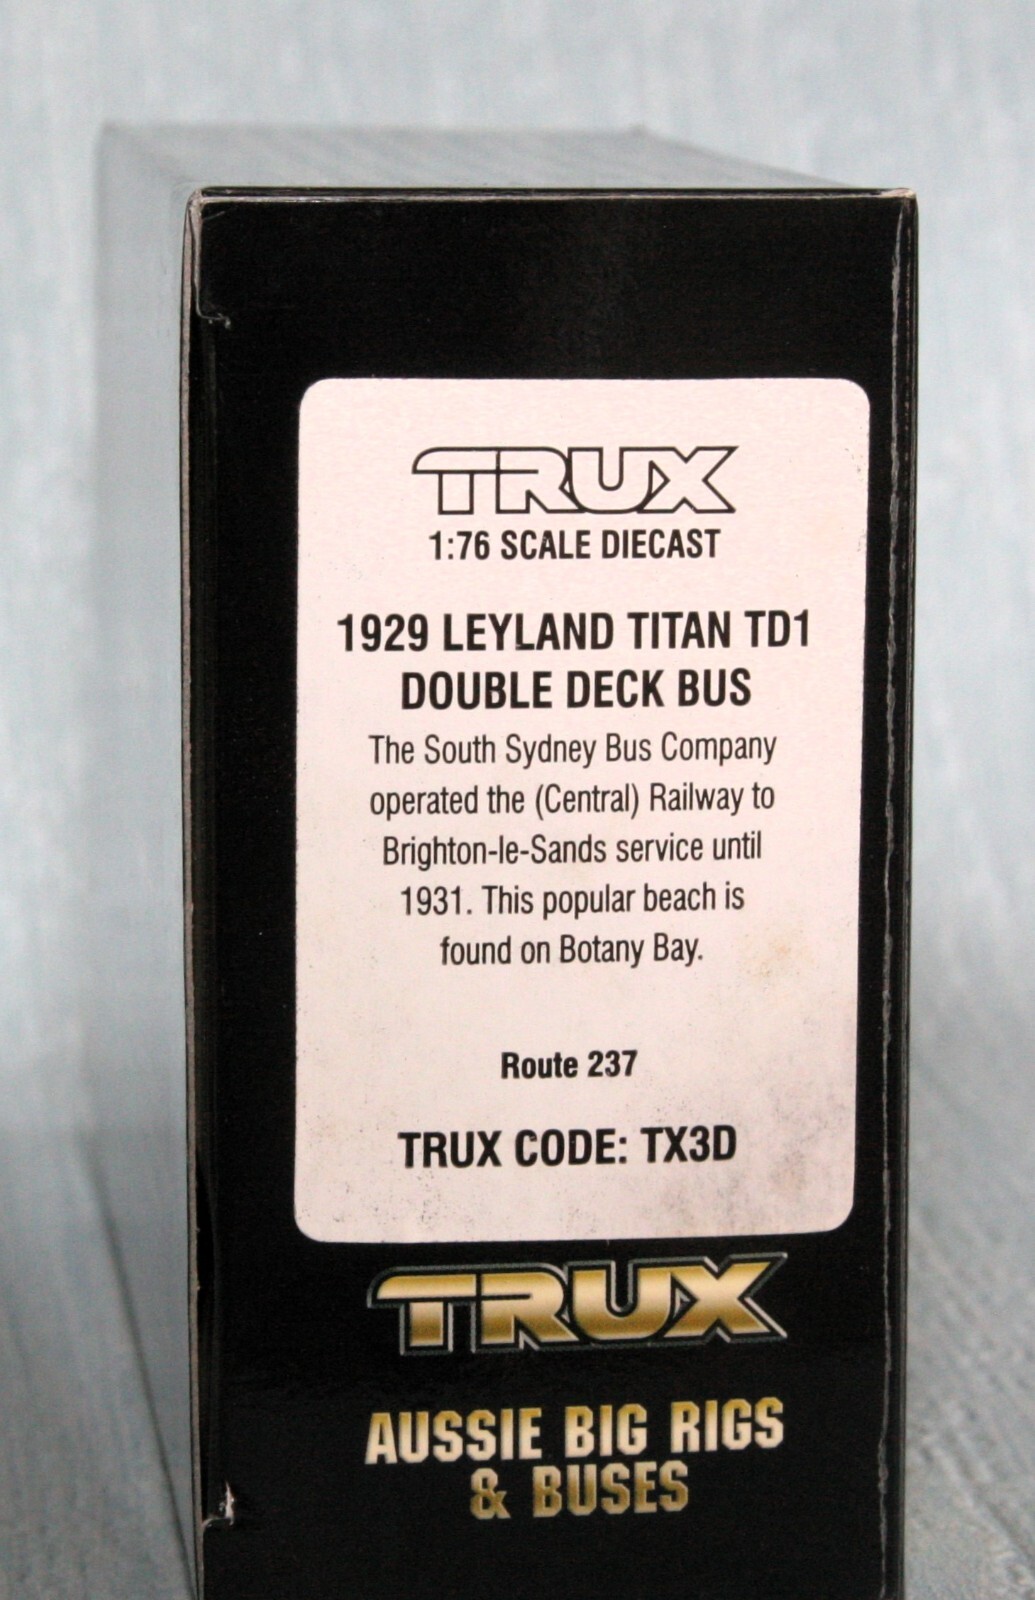 TRUX
1:76 SCALE DIECAST
1929 LEYLAND TITAN TD1
DOUBLE DECK BUS
The South Sydney Bus Company
operated the (Central) Railway to
Brighton-le-Sands service until
1931. This popular beach is
found on Botany Bay.
Route 237
TRUX CODE: TX3D
TRUX
AUSSIE BIG RIGS
& BUSES